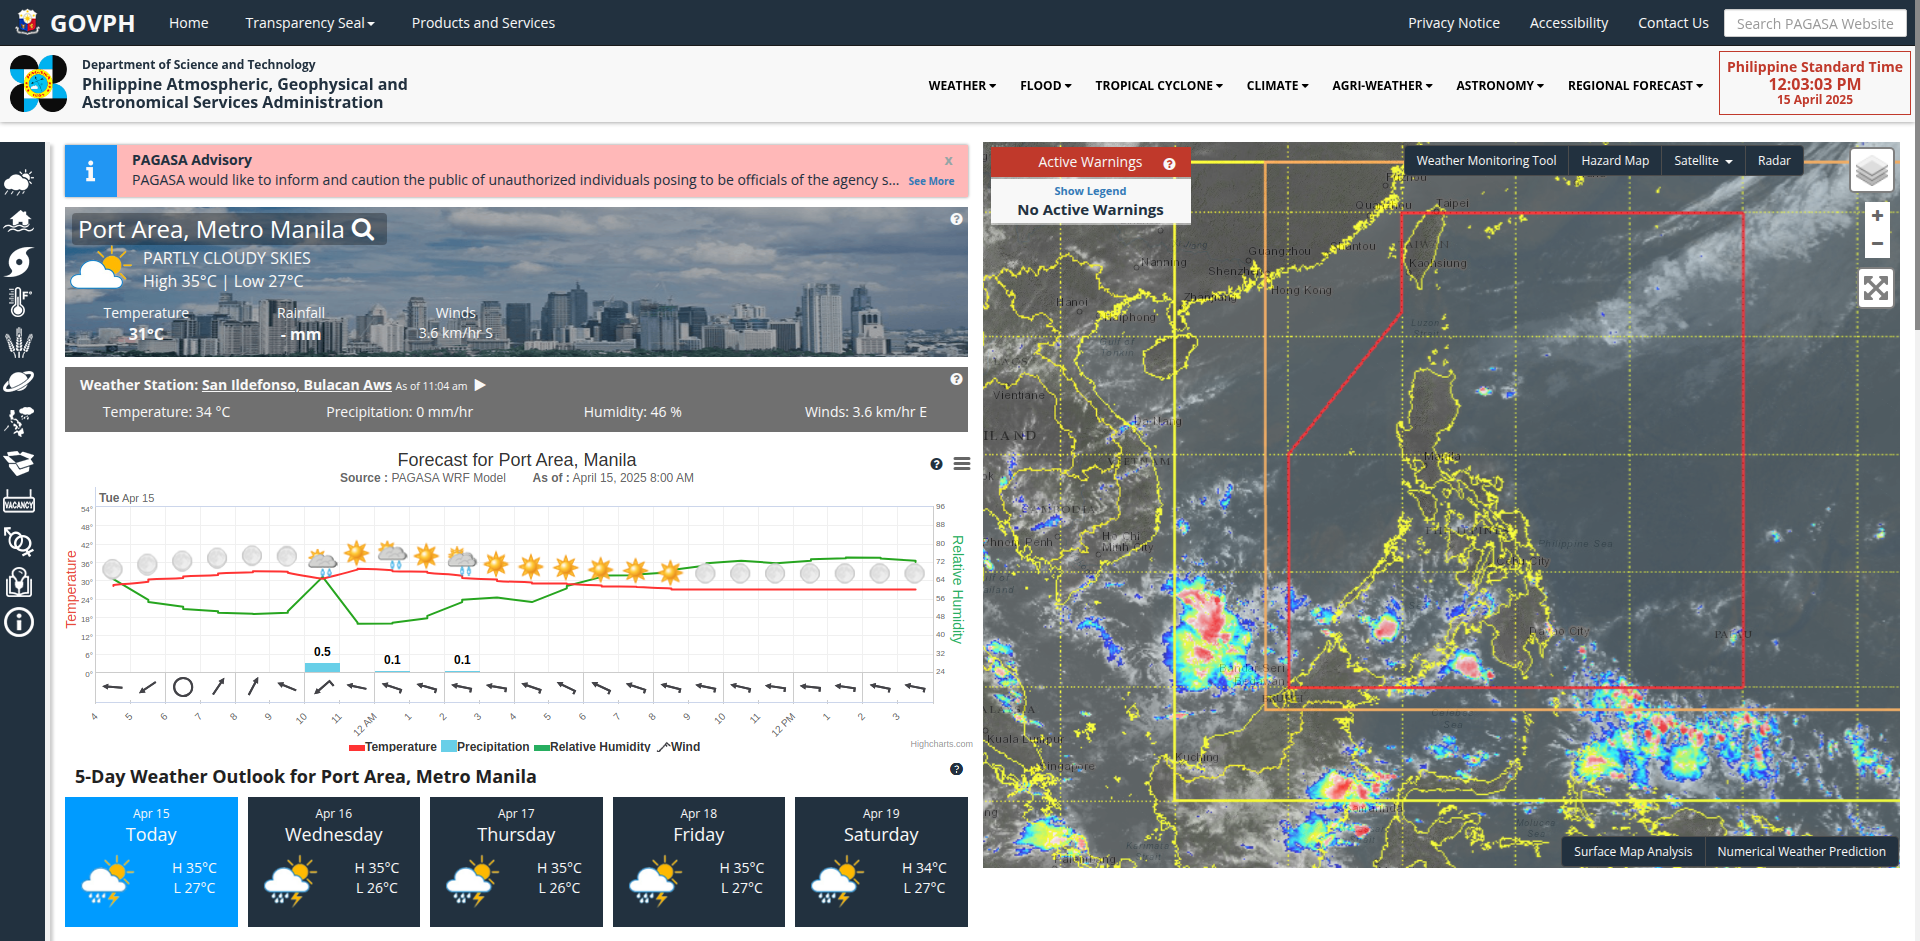 GOVPH
Home
Transparency Seal
Products and Services
Privacy Notice
Accessibility
Contact Us
Search PAGASA Website
Department of Science and Technology
Philippine Atmospheric, Geophysical and
Astronomical Services Administration
WEATHER
FLOOD
TROPICAL CYCLONE
CLIMATE
AGRI-WEATHER
ASTRONOMY
REGIONAL FORECAST
Philippine Standard Time
12:03:03 PM
15 April 2025
VACANCY
PAGASA Advisory
x
PAGASA would like to inform and caution the public of unauthorized individuals posing to be officials of the agency s...
See More
Port Area, Metro Manila
PARTLY CLOUDY SKIES
High 35°C | Low 27°C
Temperature
Rainfall
Winds
31°C
- mm
3.6 km/hr S
Weather Station: San Ildefonso, Bulacan Aws As of 11:04 am
Temperature: 34 °C
Precipitation: 0 mm/hr
Humidity: 46 %
Winds: 3.6 km/hr E
Forecast for Port Area, Manila
Source : PAGASA WRF Model
As of : April 15, 2025 8:00 AM
Tue Apr 15
Temperature
54°
48°
42°
36°
30°
24°
18°
12°
6°
0°
96
88
80
72
64
56
48
40
32
24
Relative Humidity
0.5
0.1
0.1
4 5 6 7 8 9 10 11 12 AM 1 2 3 4 5 6 7 8 9 10 11 12 PM 1 2 3
Temperature
Precipitation
Relative Humidity
Wind
Highcharts.com
5-Day Weather Outlook for Port Area, Metro Manila
Apr 15
Today
H 35°C
L 27°C
Apr 16
Wednesday
H 35°C
L 26°C
Apr 17
Thursday
H 35°C
L 26°C
Apr 18
Friday
H 35°C
L 27°C
Apr 19
Saturday
H 34°C
L 27°C
Active Warnings
Show Legend
No Active Warnings
Weather Monitoring Tool
Hazard Map
Satellite
Radar
+
−
Taipei
Guangzhou
Nanning
Shenzhen
Kaohsiung
Hong Kong
Hanoi
Luzon
Vientiane
VIETNAM
Philippine Sea
Davao City
Kuala Lumpur
Kuching
Singapore
Surface Map Analysis
Numerical Weather Prediction